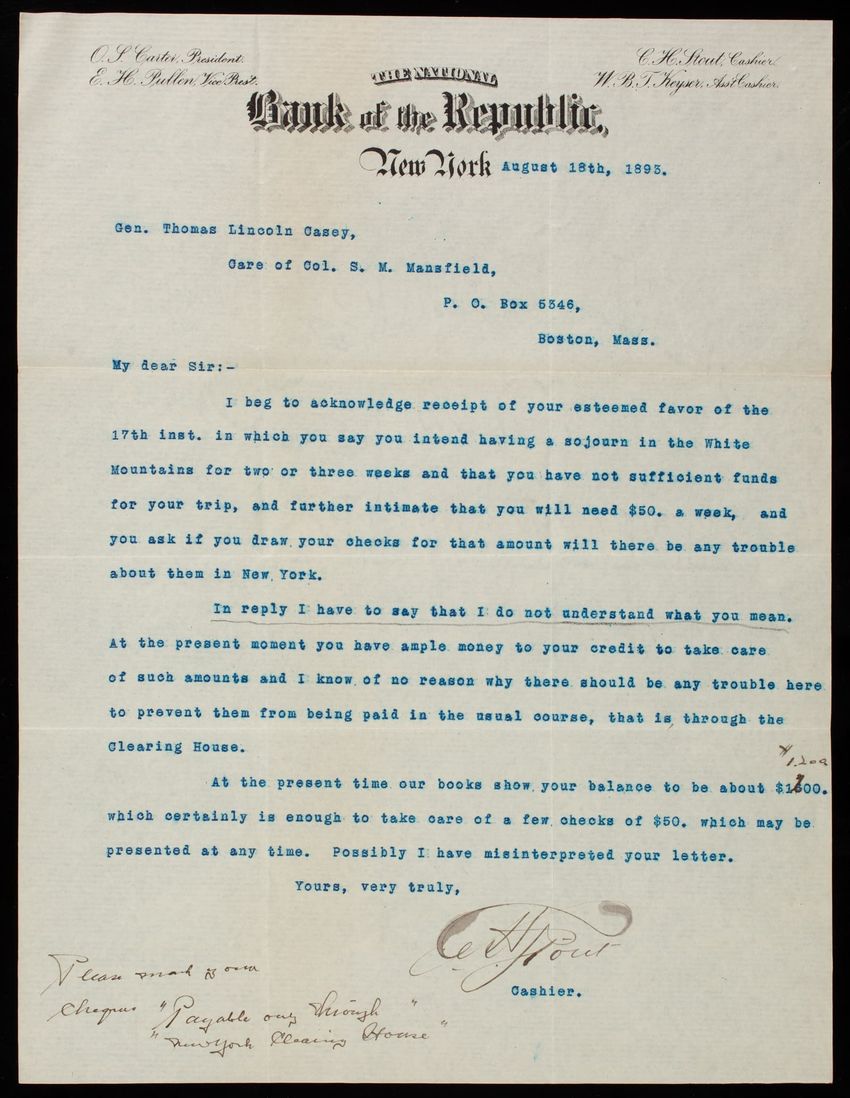 O. S. Carter, President.
E. H. Pullen, Vice Prest.
C. H. Stout, Cashier.
W. B. T. Keyser, Ass't Cashier.
THE NATIONAL
Bank of the Republic.
New York August 18th, 1893.
Gen. Thomas Lincoln Casey,
Care of Col. S. M. Mansfield,
P. O. Box 5346,
Boston, Mass.
My dear Sir:-
I beg to acknowledge receipt of your esteemed favor of the
17th inst. in which you say you intend having a sojourn in the White
Mountains for two or three weeks and that you have not sufficient funds
for your trip, and further intimate that you will need $50. a week, and
you ask if you draw your checks for that amount will there be any trouble
about them in New York.
In reply I have to say that I do not understand what you mean.
At the present moment you have ample money to your credit to take care
of such amounts and I know of no reason why there should be any trouble here
to prevent them from being paid in the usual course, that is, through the
Clearing House.
$1200
At the present time our books show your balance to be about $1200.
which certainly is enough to take care of a few checks of $50. which may be
presented at any time. Possibly I have misinterpreted your letter.
Yours, very truly,
C H Stout
Cashier.
Please mark your
Cheques "Payable only through"
"New York Clearing House"